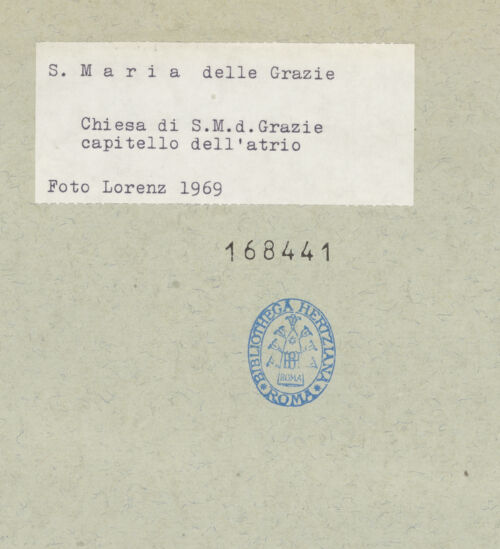 S. M a r i a delle Grazie
Chiesa di S.M.d.Grazie
capitello dell'atrio
Foto Lorenz 1969
168441
BIBLIOTHECA HERTZIANA
ROMA
ROMA